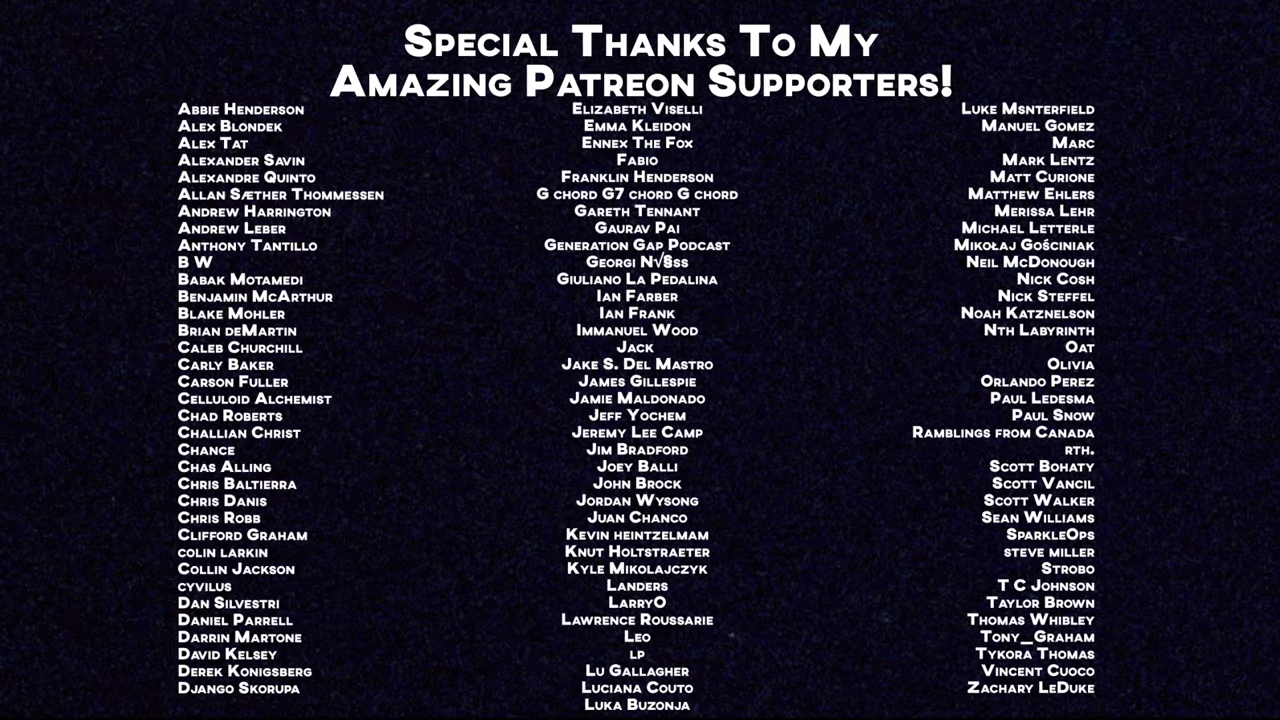 Special Thanks To My
Amazing Patreon Supporters!
Abbie Henderson
Alex Blondek
Alex Tat
Alexander Savin
Alexandre Quinto
Allan Sæther Thommessen
Andrew Harrington
Andrew Leber
Anthony Tantillo
B W
Babak Motamedi
Benjamin McArthur
Blake Mohler
Brian deMartin
Caleb Churchill
Carly Baker
Carson Fuller
Celluloid Alchemist
Chad Roberts
Challian Christ
Chance
Chas Alling
Chris Baltierra
Chris Danis
Chris Robb
Clifford Graham
colin larkin
Collin Jackson
cyvilus
Dan Silvestri
Daniel Parrell
Darrin Martone
David Kelsey
Derek Konigsberg
Django Skorupa
Elizabeth Viselli
Emma Kleidon
Ennex The Fox
Fabio
Franklin Henderson
G chord G7 chord G chord
Gareth Tennant
Gaurav Pai
Generation Gap Podcast
Georgi N√§ss
Giuliano La Pedalina
Ian Farber
Ian Frank
Immanuel Wood
Jack
Jake S. Del Mastro
James Gillespie
Jamie Maldonado
Jeff Yochem
Jeremy Lee Camp
Jim Bradford
Joey Balli
John Brock
Jordan Wysong
Juan Chanco
Kevin heintzelmam
Knut Holtstraeter
Kyle Mikolajczyk
Landers
LarryO
Lawrence Roussarie
Leo
lp
Lu Gallagher
Luciana Couto
Luka Buzonja
Luke Msnterfield
Manuel Gomez
Marc
Mark Lentz
Matt Curione
Matthew Ehlers
Merissa Lehr
Michael Letterle
Mikołaj Gościniak
Neil McDonough
Nick Cosh
Nick Steffel
Noah Katznelson
Nth Labyrinth
Oat
Olivia
Orlando Perez
Paul Ledesma
Paul Snow
Ramblings from Canada
rth.
Scott Bohaty
Scott Vancil
Scott Walker
Sean Williams
SparkleOps
steve miller
Strobo
T C Johnson
Taylor Brown
Thomas Whibley
Tony_Graham
Tykora Thomas
Vincent Cuoco
Zachary LeDuke